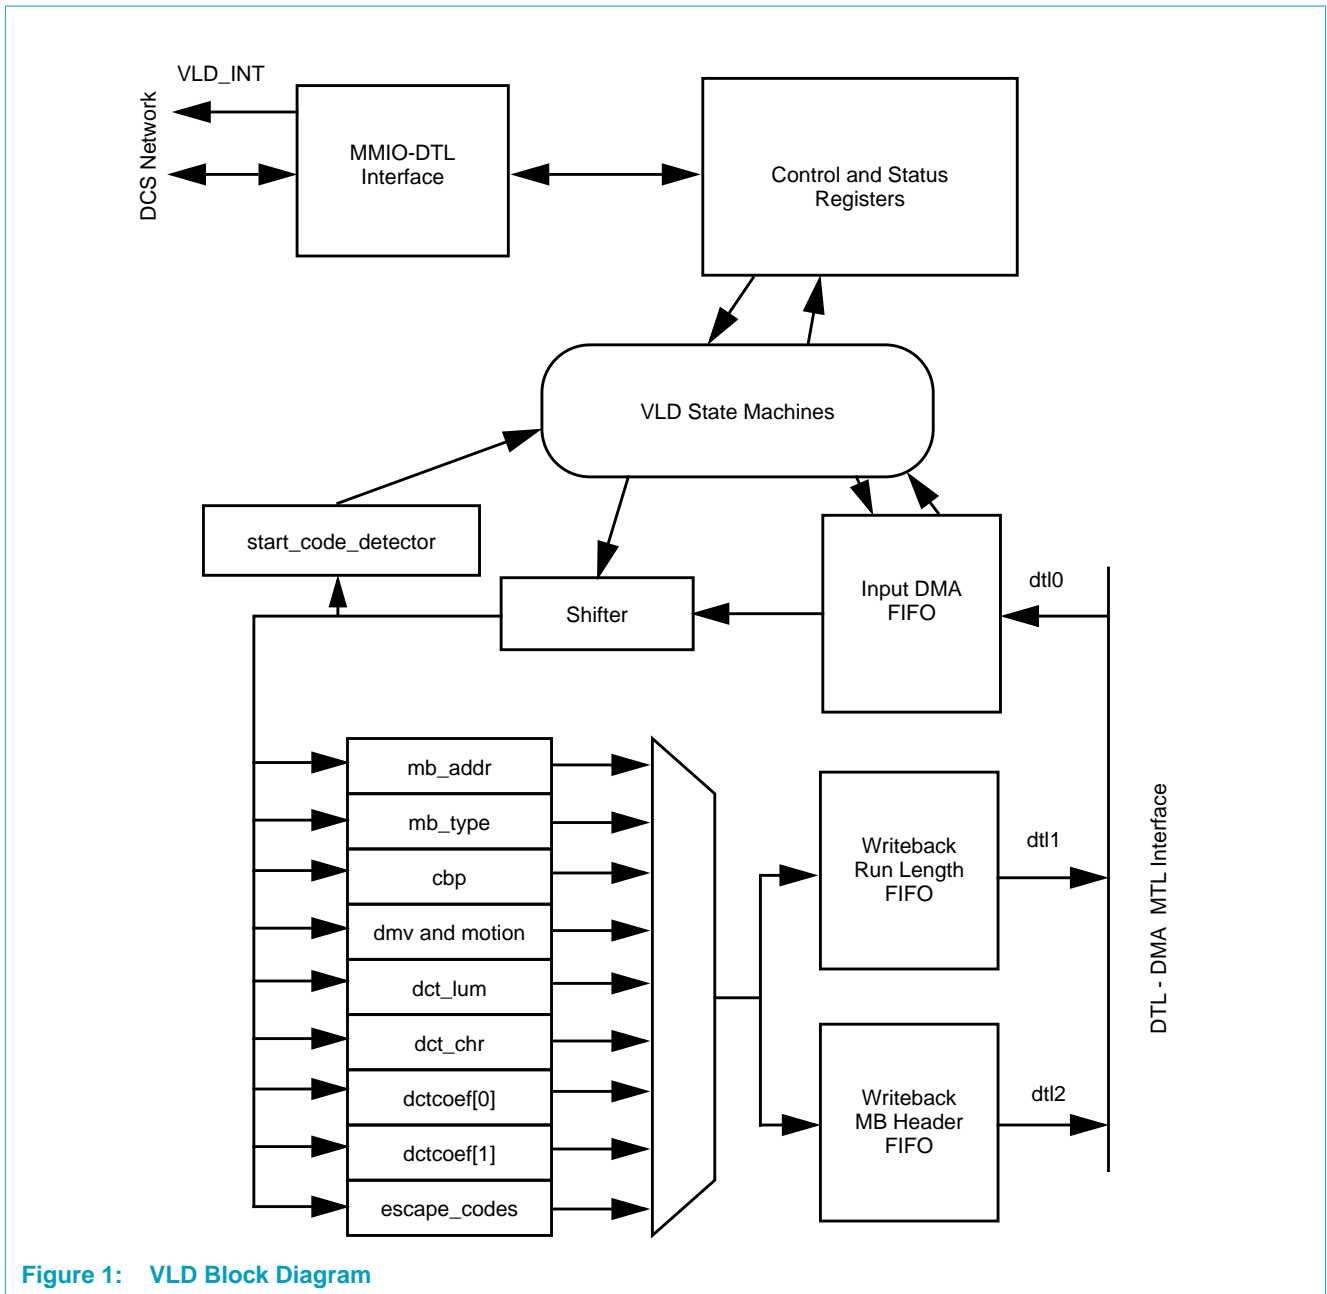 VLD_INT
DCS Network
MMIO-DTL
Interface
Control and Status
Registers
VLD State Machines
start_code_detector
Shifter
Input DMA
FIFO
dtl0
mb_addr
mb_type
cbp
dmv and motion
dct_lum
dct_chr
dctcoef[0]
dctcoef[1]
escape_codes
Writeback
Run Length
FIFO
dtl1
Writeback
MB Header
FIFO
dtl2
DTL - DMA MTL Interface
Figure 1: VLD Block Diagram